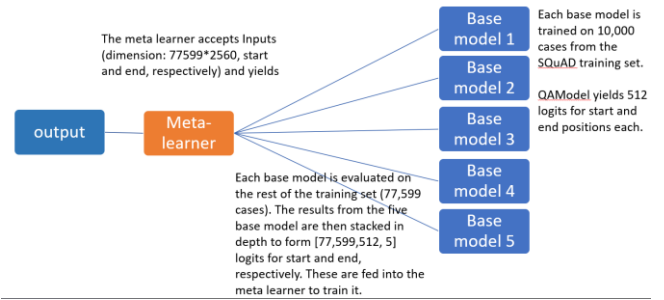 The meta learner accepts Inputs
(dimension: 77599*2560, start
and end, respectively) and yields
output
Meta-
learner
Base
model 1
Base
model 2
Base
model 3
Base
model 4
Base
model 5
Each base model is
trained on 10,000
cases from the
SQuAD training set.
QAModel yields 512
logits for start and
end positions each.
Each base model is evaluated on
the rest of the training set (77,599
cases). The results from the five
base model are then stacked in
depth to form [77,599,512, 5]
logits for start and end,
respectively. These are fed into the
meta learner to train it.